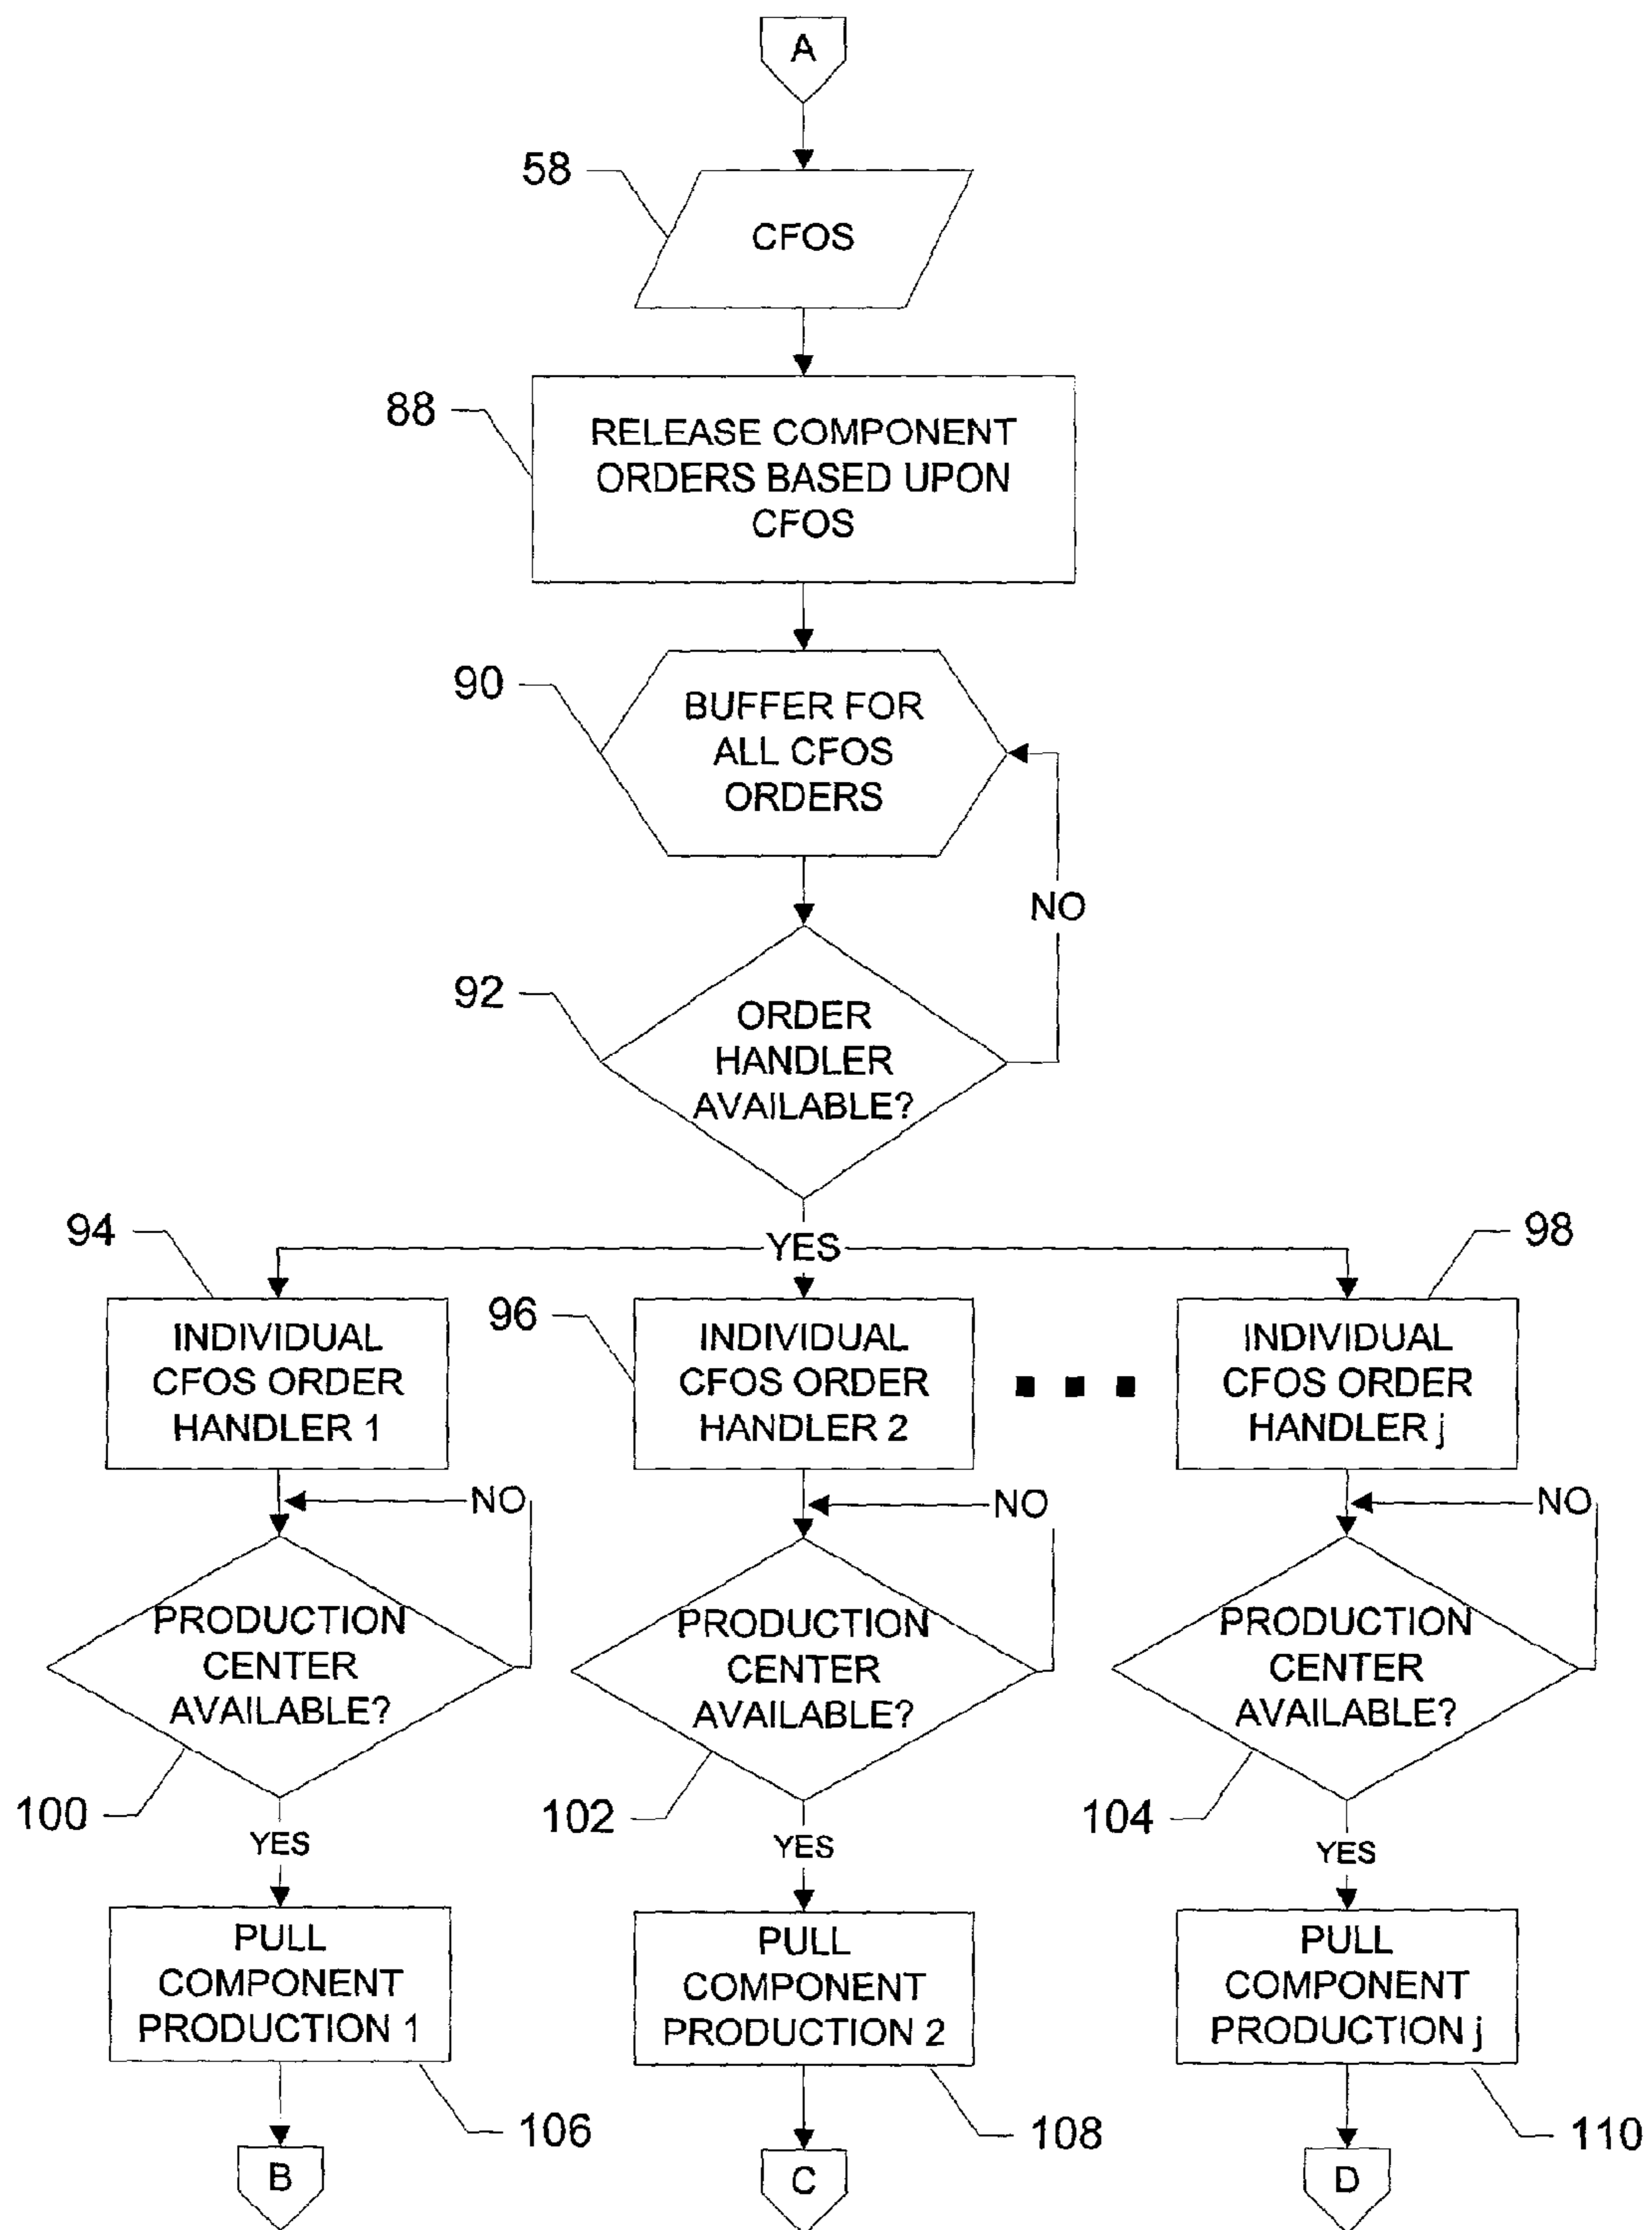 A
58
CFOS
88
RELEASE COMPONENT
ORDERS BASED UPON
CFOS
90
BUFFER FOR
ALL CFOS
ORDERS
NO
92
ORDER
HANDLER
AVAILABLE?
YES
94
INDIVIDUAL
CFOS ORDER
HANDLER 1
96
INDIVIDUAL
CFOS ORDER
HANDLER 2
98
INDIVIDUAL
CFOS ORDER
HANDLER j
NO
NO
NO
PRODUCTION
CENTER
AVAILABLE?
100
PRODUCTION
CENTER
AVAILABLE?
102
PRODUCTION
CENTER
AVAILABLE?
104
YES
YES
YES
PULL
COMPONENT
PRODUCTION 1
106
PULL
COMPONENT
PRODUCTION 2
108
PULL
COMPONENT
PRODUCTION j
110
B
C
D